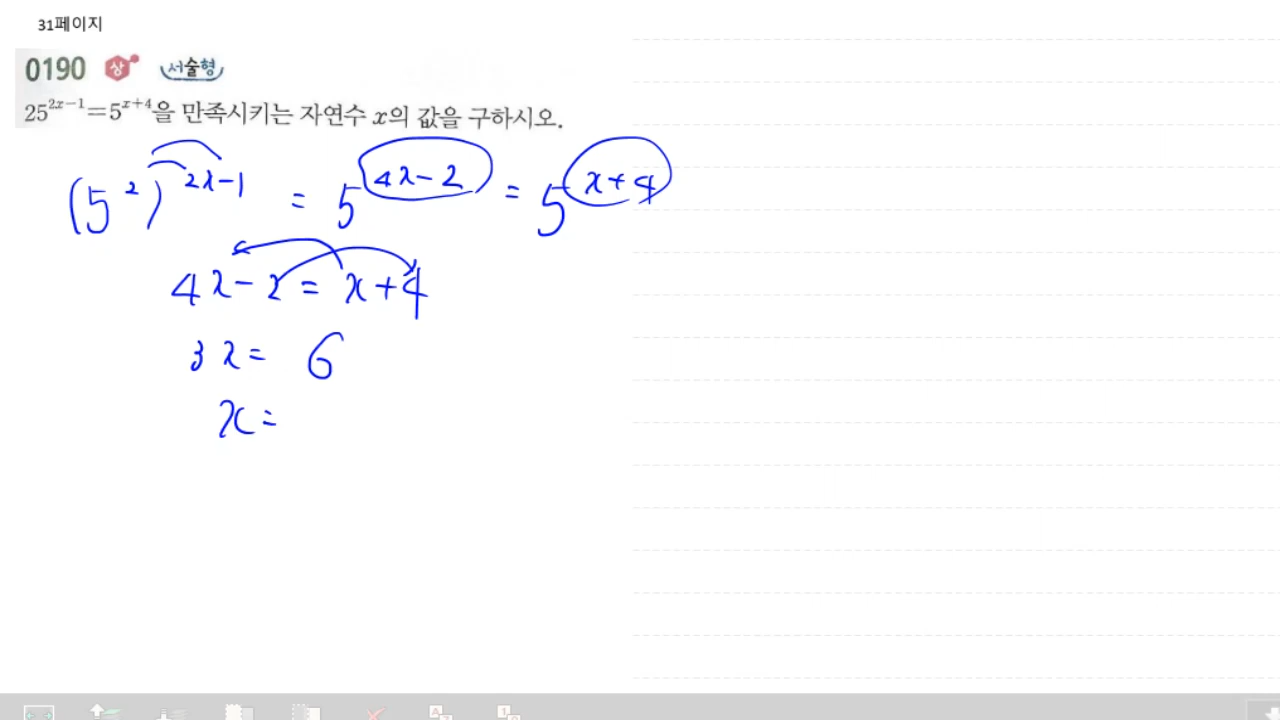 31페이지
0190 상 서술형
25^{2x-1}=5^{x+4}을 만족시키는 자연수 x의 값을 구하시오.
(5^2)^{2x-1} = 5^{4x-2} = 5^{x+4}
4x-2 = x+4
3x = 6
x =